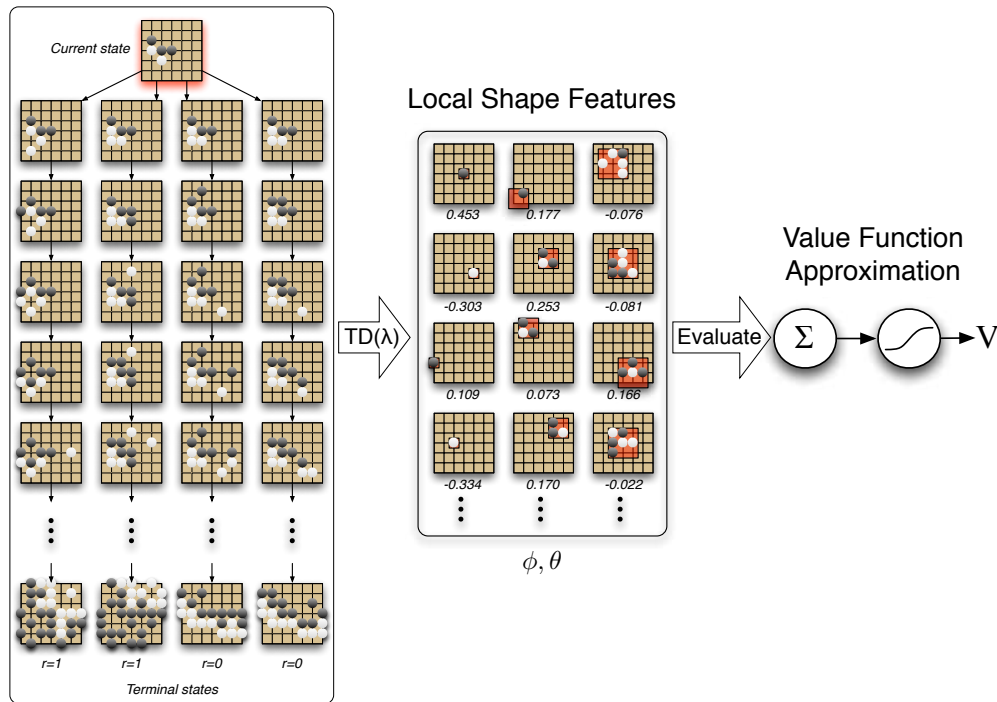 Current state
r=1
r=1
r=0
r=0
Terminal states
TD(λ)
Local Shape Features
0.453
0.177
-0.076
-0.303
0.253
-0.081
0.109
0.073
0.166
-0.334
0.170
-0.022
ϕ, θ
Evaluate
Value Function
Approximation
Σ
V